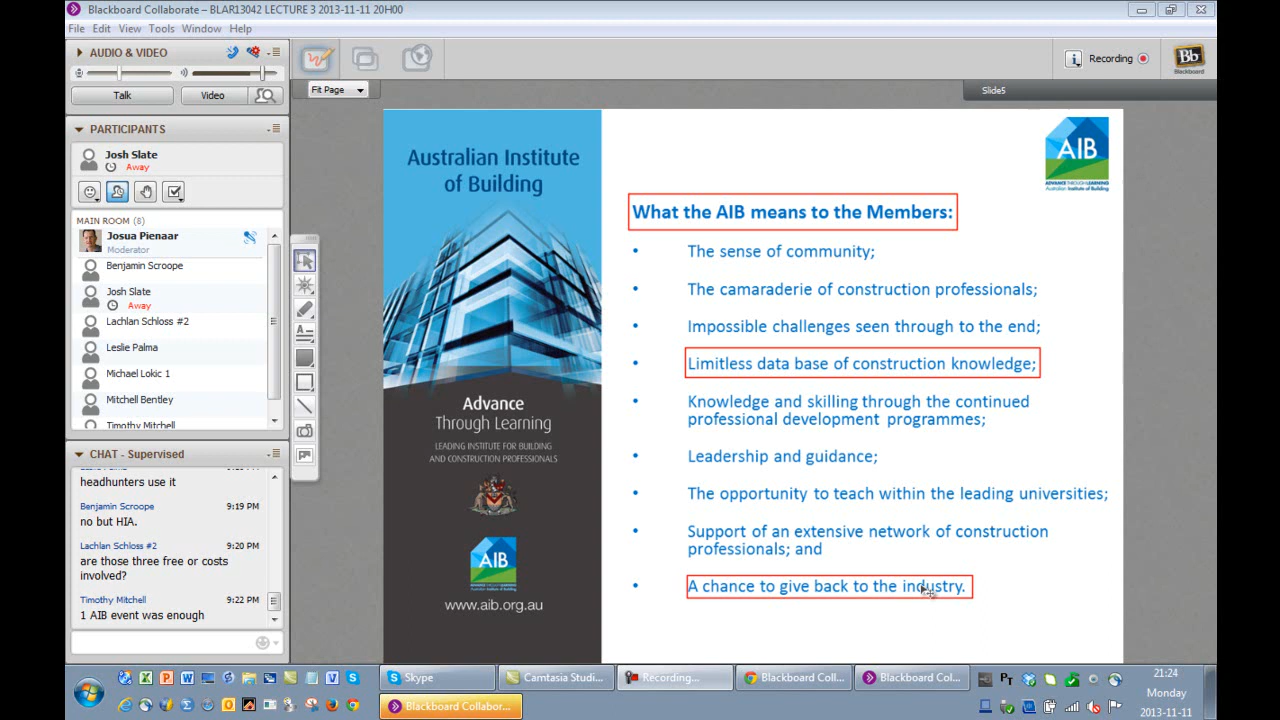 Blackboard Collaborate - BLAR13042 LECTURE 3 2013-11-11 20H00
File Edit View Tools Window Help
AUDIO & VIDEO
Talk Video
PARTICIPANTS
Josh Slate
Away
MAIN ROOM (8)
Josua Pienaar
Moderator
Benjamin Scroope
Josh Slate
Away
Lachlan Schloss #2
Leslie Palma
Michael Lokic 1
Mitchell Bentley
Timothy Mitchell
CHAT - Supervised
headhunters use it
Benjamin Scroope 9:19 PM
no but HIA.
Lachlan Schloss #2 9:20 PM
are those three free or costs
involved?
Timothy Mitchell 9:22 PM
1 AIB event was enough
Fit Page
Recording
Bb
Blackboard
Slide5
Australian Institute
of Building
Advance
Through Learning
LEADING INSTITUTE FOR BUILDING
AND CONSTRUCTION PROFESSIONALS
AIB
www.aib.org.au
AIB
ADVANCE THROUGH LEARNING
Australian Institute of Building
What the AIB means to the Members:
• The sense of community;
• The camaraderie of construction professionals;
• Impossible challenges seen through to the end;
• Limitless data base of construction knowledge;
• Knowledge and skilling through the continued
professional development programmes;
• Leadership and guidance;
• The opportunity to teach within the leading universities;
• Support of an extensive network of construction
professionals; and
• A chance to give back to the industry.
Skype
Camtasia Studi...
Recording...
Blackboard Coll...
Blackboard Col...
Blackboard Collabor...
21:24
Monday
2013-11-11